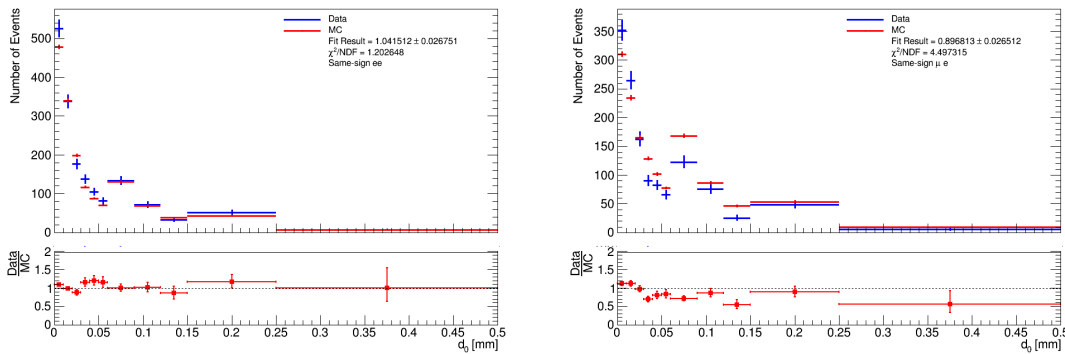 Number of Events
500
400
300
200
100
0
Data
MC
Fit Result = 1.041512 ± 0.026751
χ²/NDF = 1.202648
Same-sign ee
Data
MC
2
1.5
1
0.5
0
0 0.05 0.1 0.15 0.2 0.25 0.3 0.35 0.4 0.45 0.5
d₀ [mm]
Number of Events
350
300
250
200
150
100
50
0
Data
MC
Fit Result = 0.896813 ± 0.026512
χ²/NDF = 4.497315
Same-sign μ e
Data
MC
2
1.5
1
0.5
0
0 0.05 0.1 0.15 0.2 0.25 0.3 0.35 0.4 0.45 0.5
d₀ [mm]